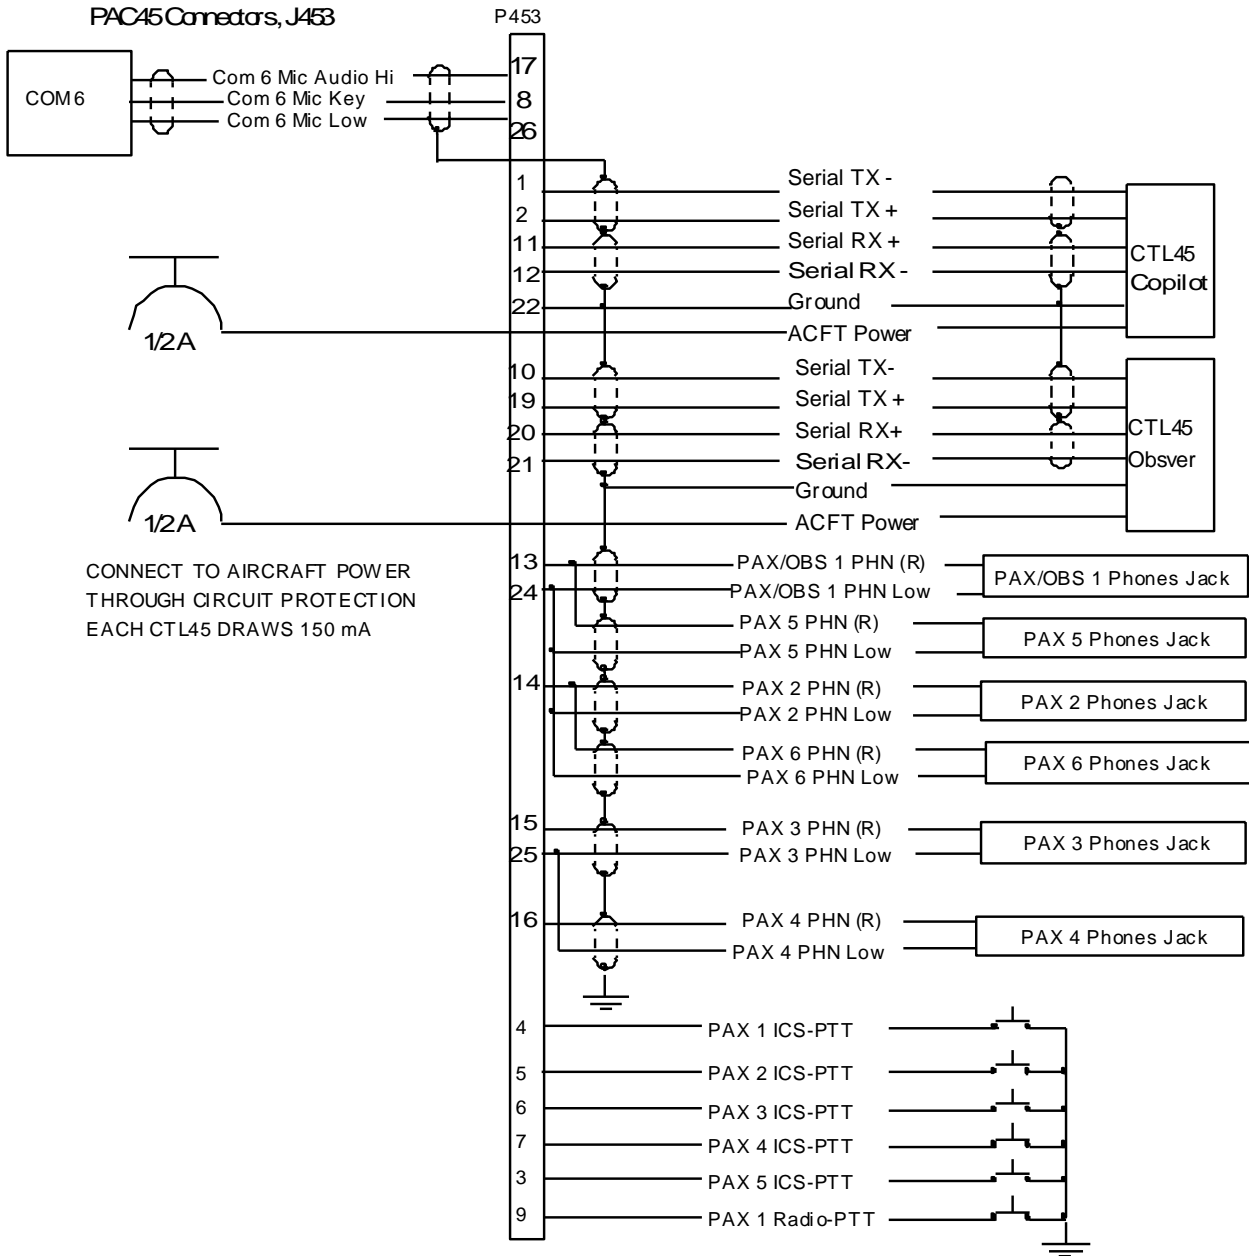 PAC45 Connectors, J453
P453
COM 6
Com 6 Mic Audio Hi
Com 6 Mic Key
Com 6 Mic Low
17
8
26
1
2
11
12
22
Serial TX -
Serial TX +
Serial RX +
Serial RX -
Ground
ACFT Power
CTL45
Copilot
1/2A
10
19
20
21
Serial TX-
Serial TX +
Serial RX+
Serial RX-
Ground
ACFT Power
CTL45
Obsver
1/2A
CONNECT TO AIRCRAFT POWER
THROUGH CIRCUIT PROTECTION
EACH CTL45 DRAWS 150 mA
13
24
PAX/OBS 1 PHN (R)
PAX/OBS 1 PHN Low
PAX/OBS 1 Phones Jack
PAX 5 PHN (R)
PAX 5 PHN Low
PAX 5 Phones Jack
14
PAX 2 PHN (R)
PAX 2 PHN Low
PAX 2 Phones Jack
PAX 6 PHN (R)
PAX 6 PHN Low
PAX 6 Phones Jack
15
25
PAX 3 PHN (R)
PAX 3 PHN Low
PAX 3 Phones Jack
16
PAX 4 PHN (R)
PAX 4 PHN Low
PAX 4 Phones Jack
4
PAX 1 ICS-PTT
5
PAX 2 ICS-PTT
6
PAX 3 ICS-PTT
7
PAX 4 ICS-PTT
3
PAX 5 ICS-PTT
9
PAX 1 Radio-PTT